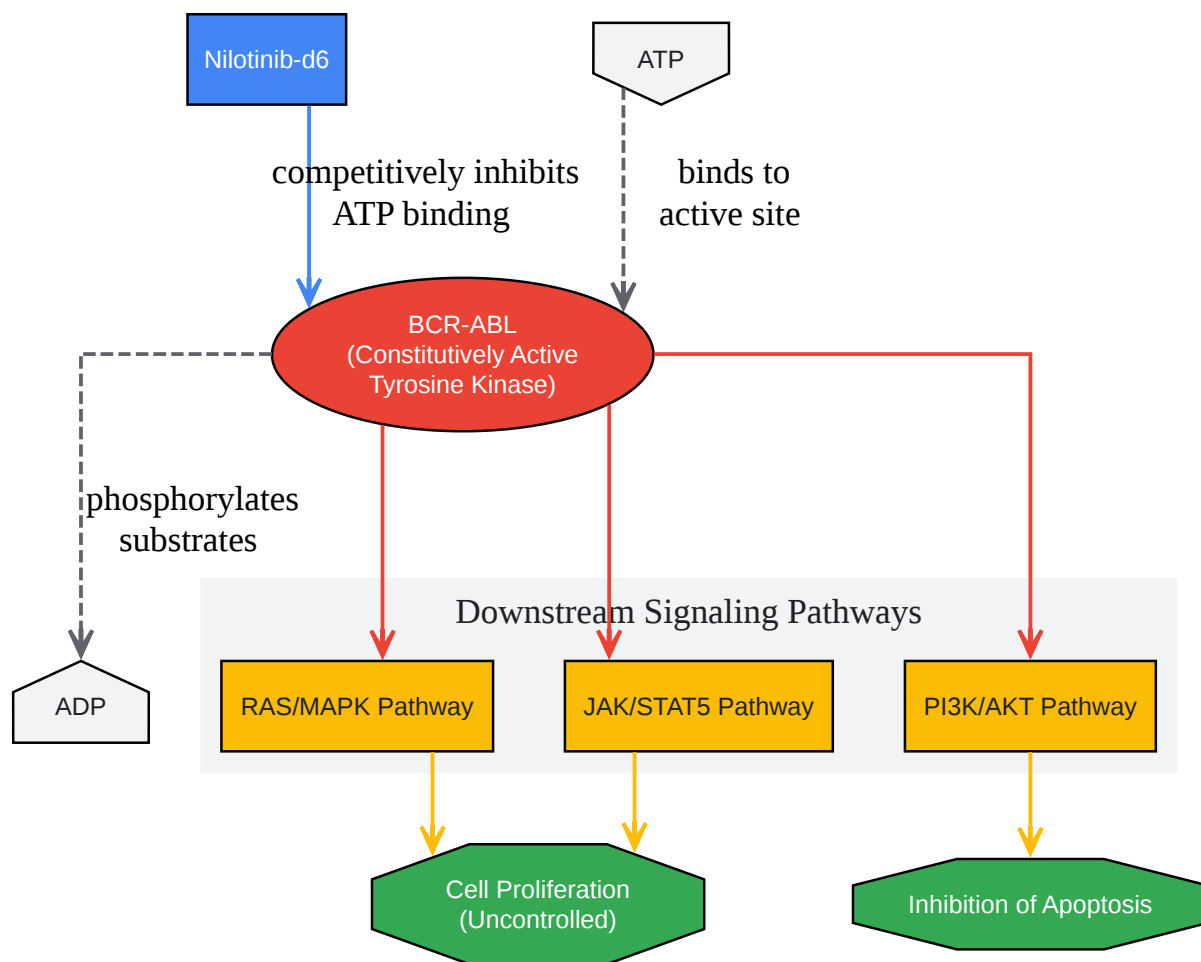 Nilotinib-d6
ATP
competitively inhibits
ATP binding
binds to
active site
BCR-ABL
(Constitutively Active
Tyrosine Kinase)
phosphorylates
substrates
Downstream Signaling Pathways
ADP
RAS/MAPK Pathway
JAK/STAT5 Pathway
PI3K/AKT Pathway
Cell Proliferation
(Uncontrolled)
Inhibition of Apoptosis